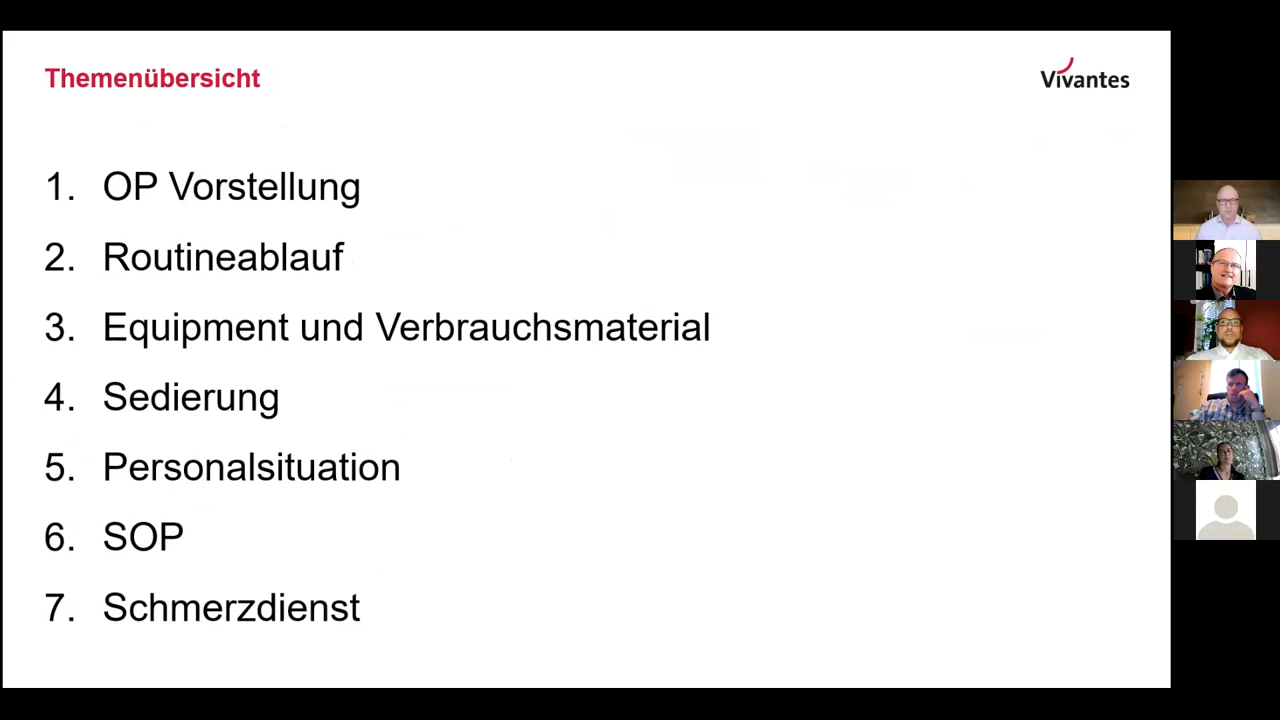 Themenübersicht
Vivantes
1. OP Vorstellung
2. Routineablauf
3. Equipment und Verbrauchsmaterial
4. Sedierung
5. Personalsituation
6. SOP
7. Schmerzdienst